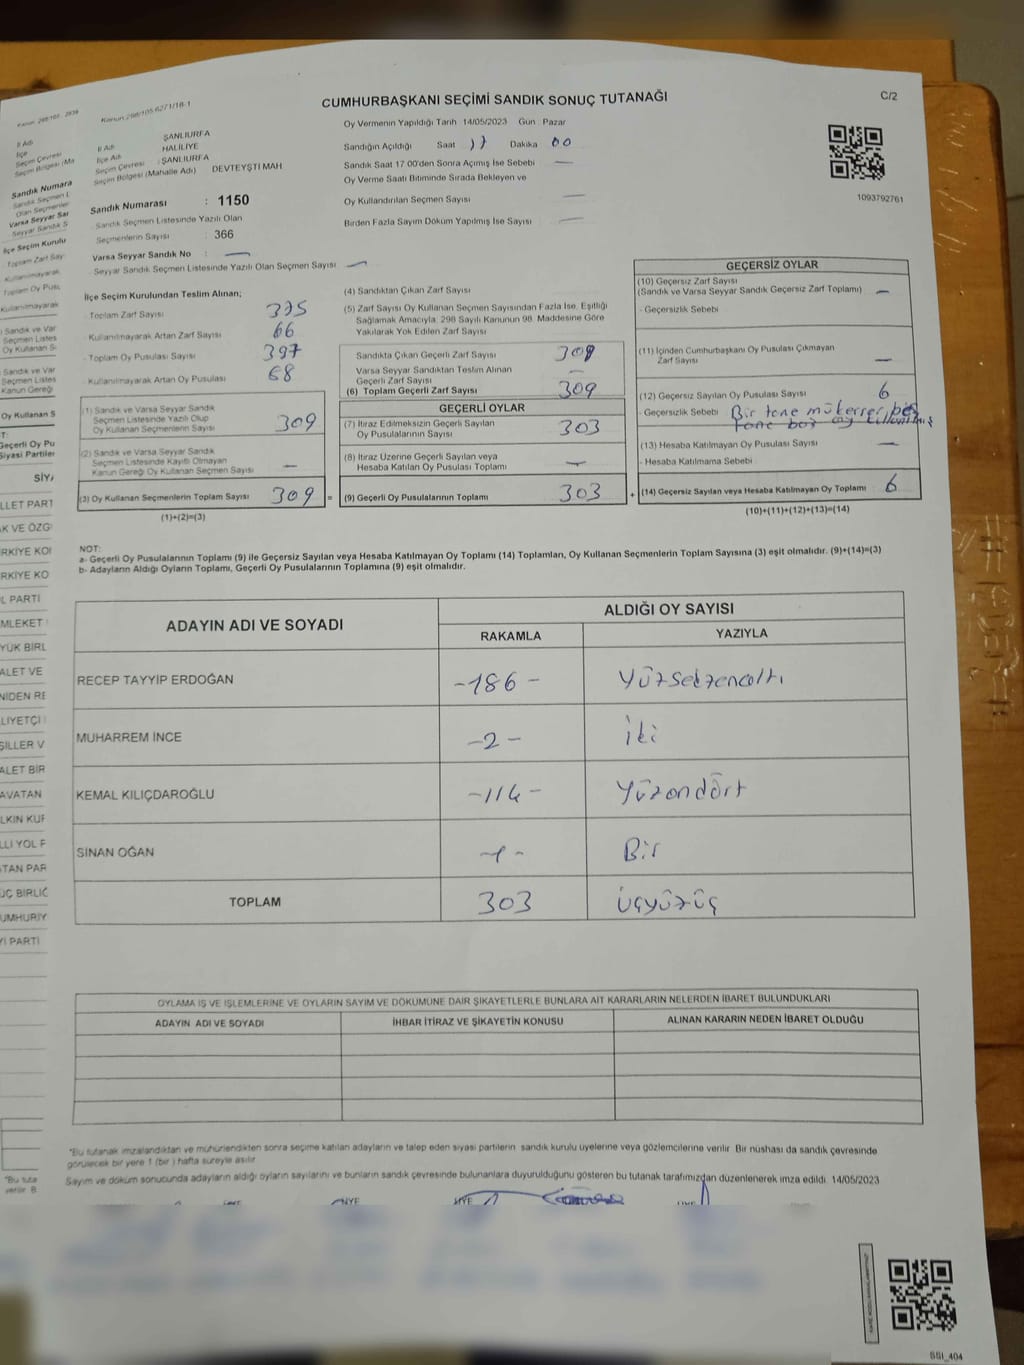 CUMHURBAŞKANI SEÇİMİ SANDIK SONUÇ TUTANAĞI
C/2
Kanun:298/105.6271/18-1
Oy Vermenin Yapıldığı Tarih 14/05/2023 Gün Pazar
Sandığın Açıldığı Saat 17 Dakika 00
Sandık Saat 17 00'den Sonra Açımış İse Sebebi —
Oy Verme Saati Bitiminde Sırada Bekleyen ve
Oy Kullandırılan Seçmen Sayısı —
Birden Fazla Sayım Döküm Yapılmış İse Sayısı —
1093792761
İl Adı ŞANLIURFA
İlçe Adı HALİLİYE
Seçim Çevresi : ŞANLIURFA
Seçim Bölgesi (Mahalle Adı) DEVTEYŞTİ MAH
Sandık Numarası : 1150
Sandık Seçmen Listesinde Yazılı Olan
Seçmenlerin Sayısı : 366
Varsa Seyyar Sandık No : —
Seyyar Sandık Seçmen Listesinde Yazılı Olan Seçmen Sayısı —
İlçe Seçim Kurulundan Teslim Alınan;
Toplam Zarf Sayısı 375
Kullanılmayarak Artan Zarf Sayısı 66
Toplam Oy Pusulası Sayısı 397
Kullanılmayarak Artan Oy Pusulası 68
(1) Sandık ve Varsa Seyyar Sandık
Seçmen Listesinde Yazılı Olup
Oy Kullanan Seçmenlerin Sayısı 309
(2) Sandık ve Varsa Seyyar Sandık
Seçmen Listesinde Kayıtlı Olmayan
Kanun Gereği Oy Kullanan Seçmen Sayısı —
(3) Oy Kullanan Seçmenlerin Toplam Sayısı 309 =
(1)+(2)=(3)
(4) Sandıktan Çıkan Zarf Sayısı
(5) Zarf Sayısı Oy Kullanan Seçmen Sayısından Fazla İse, Eşitliği
Sağlamak Amacıyla; 298 Sayılı Kanunun 98. Maddesine Göre
Yakılarak Yok Edilen Zarf Sayısı
Sandıkta Çıkan Geçerli Zarf Sayısı 309
Varsa Seyyar Sandıktan Teslim Alınan
Geçerli Zarf Sayısı —
(6) Toplam Geçerli Zarf Sayısı 309
GEÇERLİ OYLAR
(7) İtiraz Edilmeksizin Geçerli Sayılan
Oy Pusulalarının Sayısı 303
(8) İtiraz Üzerine Geçerli Sayılan veya
Hesaba Katılan Oy Pusulası Toplamı —
(9) Geçerli Oy Pusulalarının Toplamı 303 +
GEÇERSİZ OYLAR
(10) Geçersiz Zarf Sayısı
(Sandık ve Varsa Seyyar Sandık Geçersiz Zarf Toplamı) —
- Geçersizlik Sebebi
(11) İçinden Cumhurbaşkanı Oy Pusulası Çıkmayan
Zarf Sayısı —
(12) Geçersiz Sayılan Oy Pusulası Sayısı 6
- Geçersizlik Sebebi Bir tane mükerrer, beş
tane boş oy
(13) Hesaba Katılmayan Oy Pusulası Sayısı —
- Hesaba Katılmama Sebebi
(14) Geçersiz Sayılan veya Hesaba Katılmayan Oy Toplamı 6
(10)+(11)+(12)+(13)=(14)
NOT:
a- Geçerli Oy Pusulalarının Toplamı (9) ile Geçersiz Sayılan veya Hesaba Katılmayan Oy Toplamı (14) Toplamları, Oy Kullanan Seçmenlerin Toplam Sayısına (3) eşit olmalıdır. (9)+(14)=(3)
b- Adayların Aldığı Oyların Toplamı, Geçerli Oy Pusulalarının Toplamına (9) eşit olmalıdır.
ADAYIN ADI VE SOYADI
ALDIĞI OY SAYISI
RAKAMLA YAZIYLA
RECEP TAYYİP ERDOĞAN -186- Yüzseksenaltı
MUHARREM İNCE -2- İki
KEMAL KILIÇDAROĞLU -114- Yüzondört
SİNAN OĞAN -1- Bir
TOPLAM 303 üçyüzüç
OYLAMA İŞ VE İŞLEMLERİNE VE OYLARIN SAYIM VE DÖKÜMÜNE DAİR ŞİKAYETLERLE BUNLARA AİT KARARLARIN NELERDEN İBARET BULUNDUKLARI
ADAYIN ADI VE SOYADI İHBAR İTİRAZ VE ŞİKAYETİN KONUSU ALINAN KARARIN NEDEN İBARET OLDUĞU
"Bu tutanak imzalandıktan ve mühürlendikten sonra seçime katılan adayların ve talep eden siyasi partilerin sandık kurulu üyelerine veya gözlemcilerine verilir Bir nüshası da sandık çevresinde
görülecek bir yere 1 (bir) hafta süreyle asılır
Sayım ve döküm sonucunda adayların aldığı oyların sayılarını ve bunların sandık çevresinde bulunanlara duyurulduğunu gösteren bu tutanak tarafımızdan düzenlenerek imza edildi. 14/05/2023
SSI_404